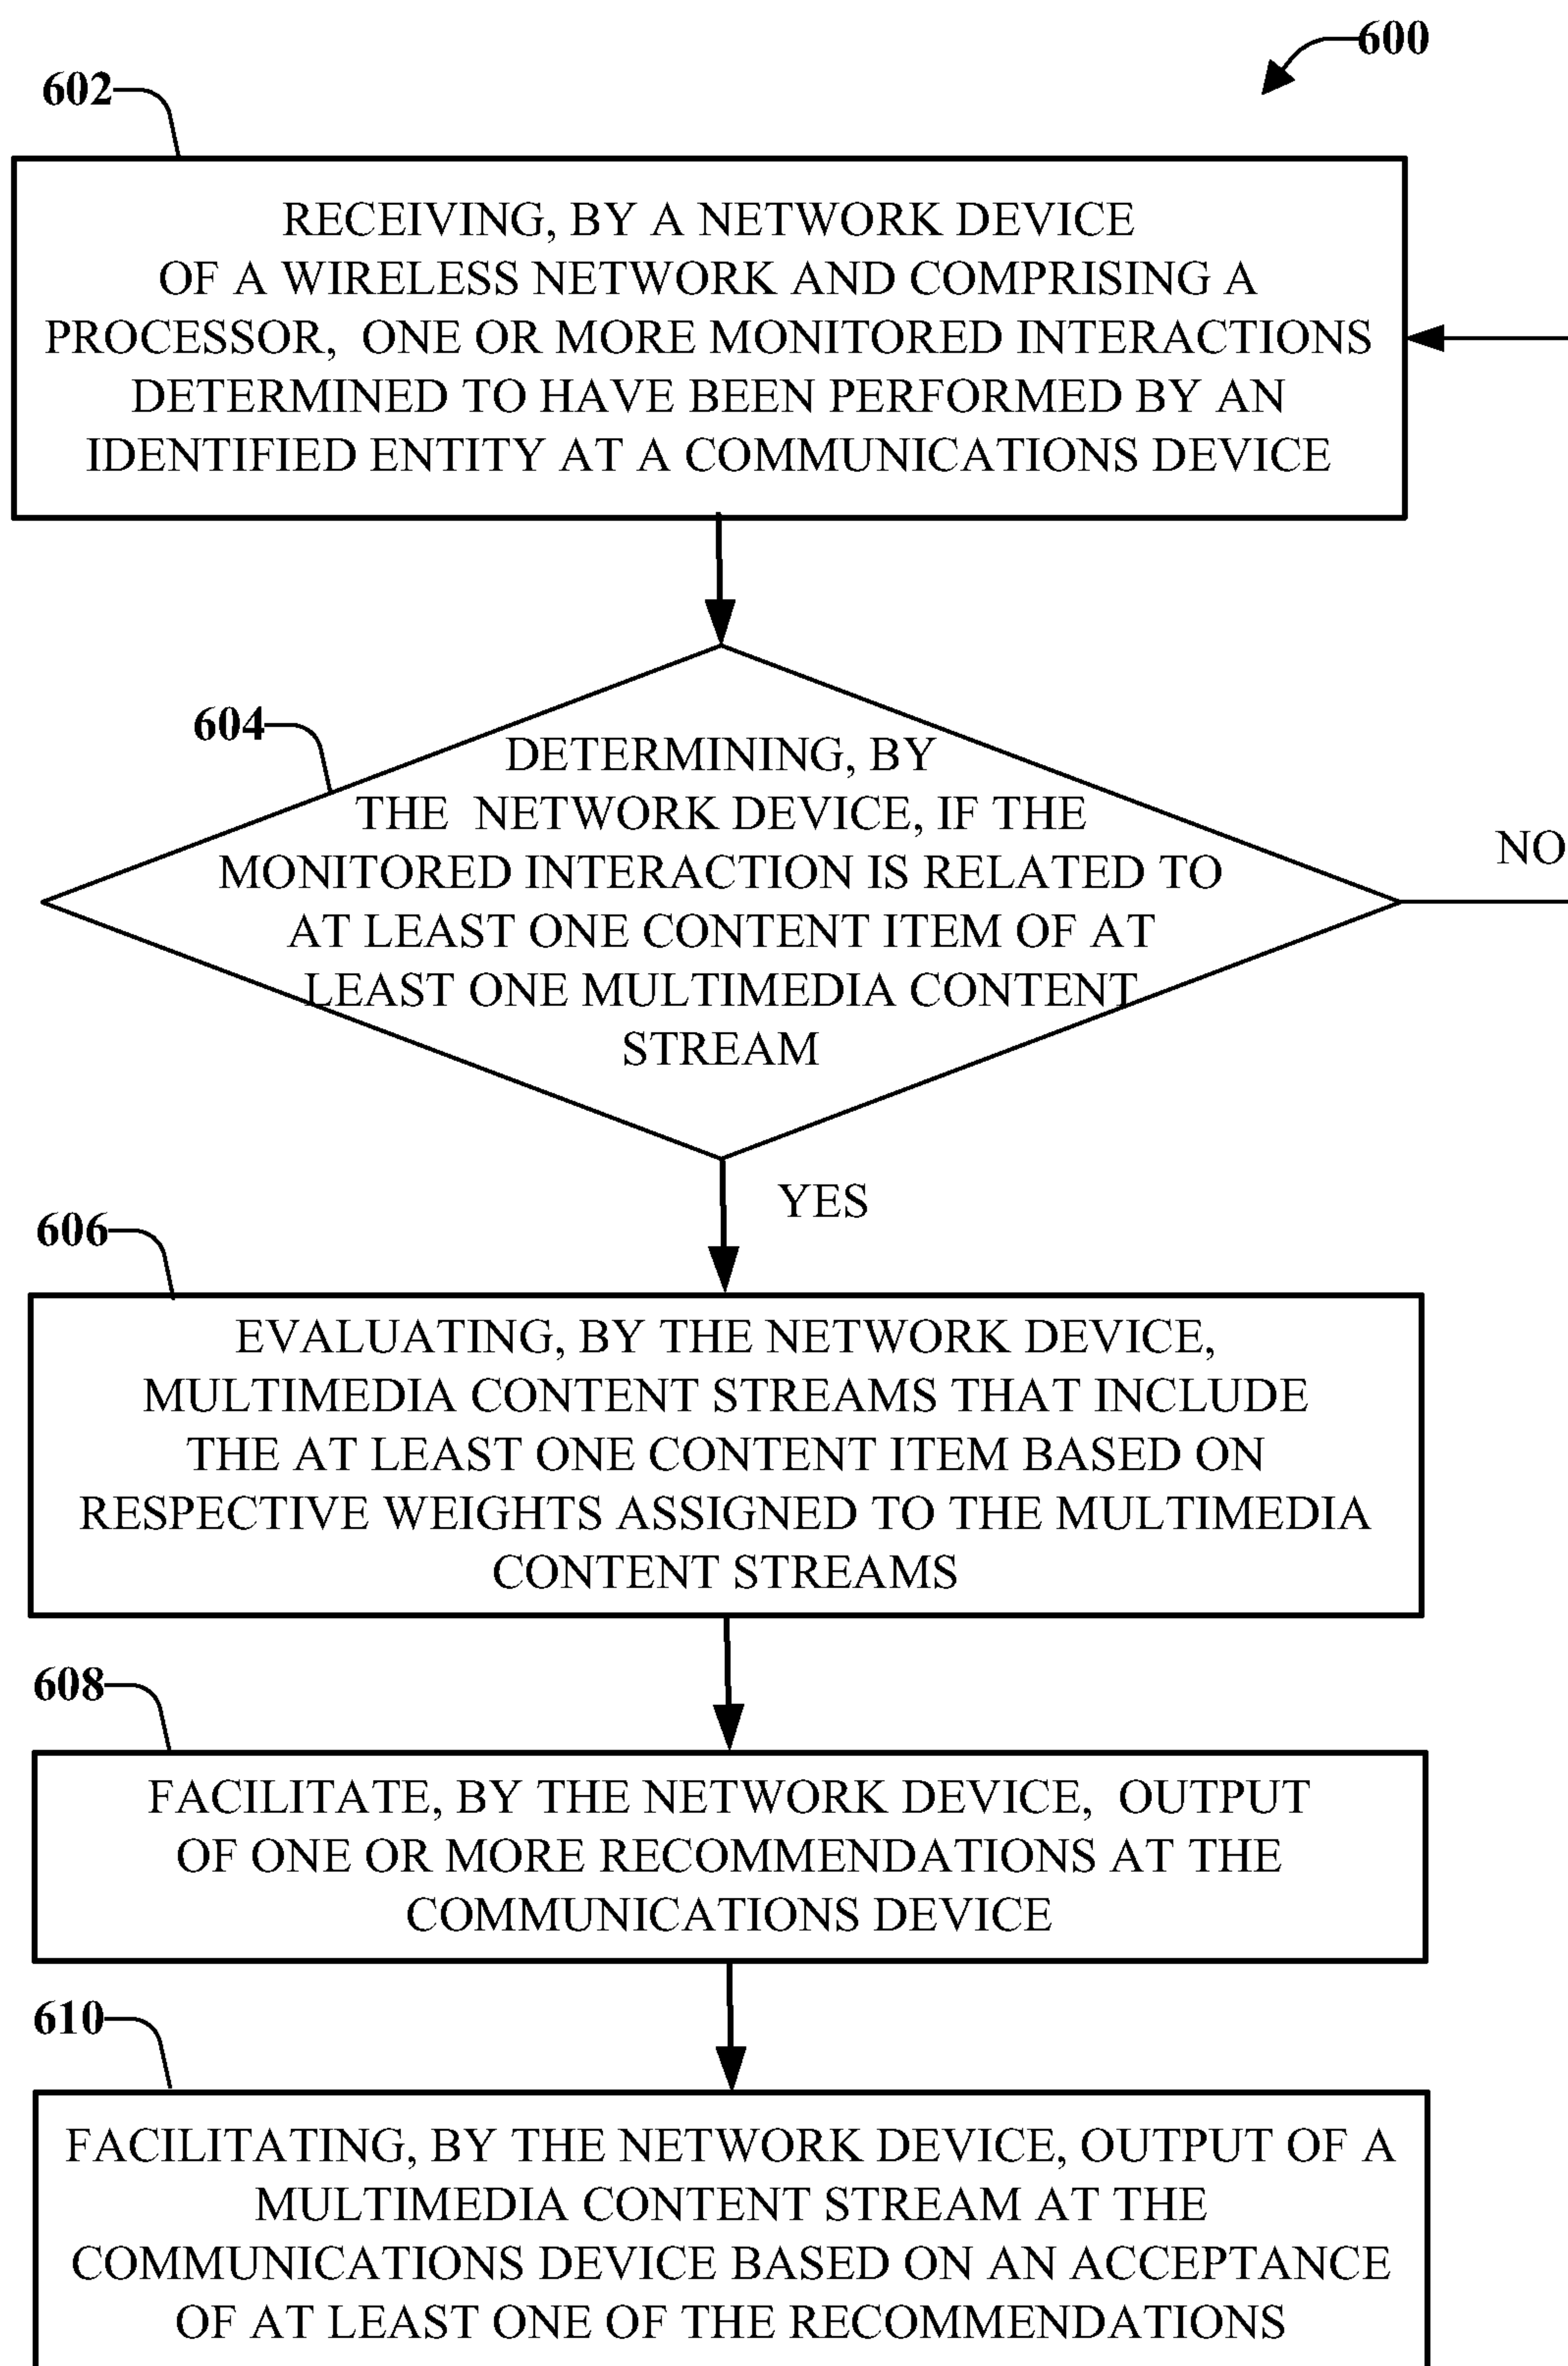 600
602
RECEIVING, BY A NETWORK DEVICE
OF A WIRELESS NETWORK AND COMPRISING A
PROCESSOR, ONE OR MORE MONITORED INTERACTIONS
DETERMINED TO HAVE BEEN PERFORMED BY AN
IDENTIFIED ENTITY AT A COMMUNICATIONS DEVICE
604
DETERMINING, BY
THE NETWORK DEVICE, IF THE
MONITORED INTERACTION IS RELATED TO
AT LEAST ONE CONTENT ITEM OF AT
LEAST ONE MULTIMEDIA CONTENT
STREAM
NO
YES
606
EVALUATING, BY THE NETWORK DEVICE,
MULTIMEDIA CONTENT STREAMS THAT INCLUDE
THE AT LEAST ONE CONTENT ITEM BASED ON
RESPECTIVE WEIGHTS ASSIGNED TO THE MULTIMEDIA
CONTENT STREAMS
608
FACILITATE, BY THE NETWORK DEVICE, OUTPUT
OF ONE OR MORE RECOMMENDATIONS AT THE
COMMUNICATIONS DEVICE
610
FACILITATING, BY THE NETWORK DEVICE, OUTPUT OF A
MULTIMEDIA CONTENT STREAM AT THE
COMMUNICATIONS DEVICE BASED ON AN ACCEPTANCE
OF AT LEAST ONE OF THE RECOMMENDATIONS